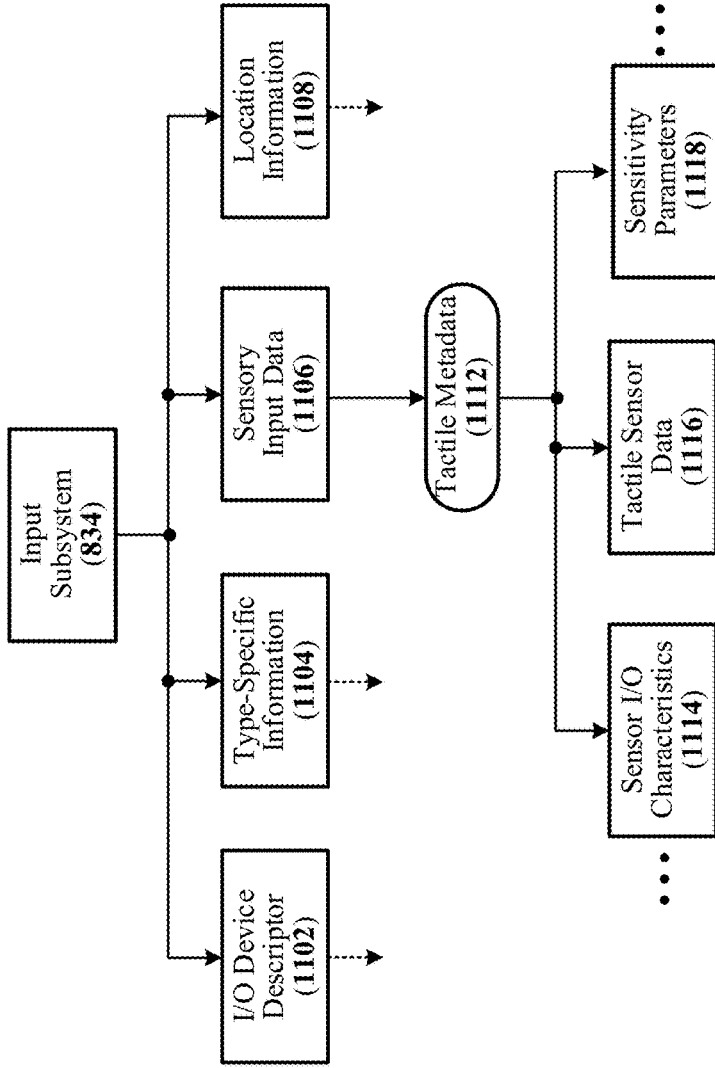 Input
Subsystem
(834)
I/O Device
Descriptor
(1102)
Type-Specific
Information
(1104)
Sensory
Input Data
(1106)
Location
Information
(1108)
Tactile Metadata
(1112)
Sensor I/O
Characteristics
(1114)
Tactile Sensor
Data
(1116)
Sensitivity
Parameters
(1118)